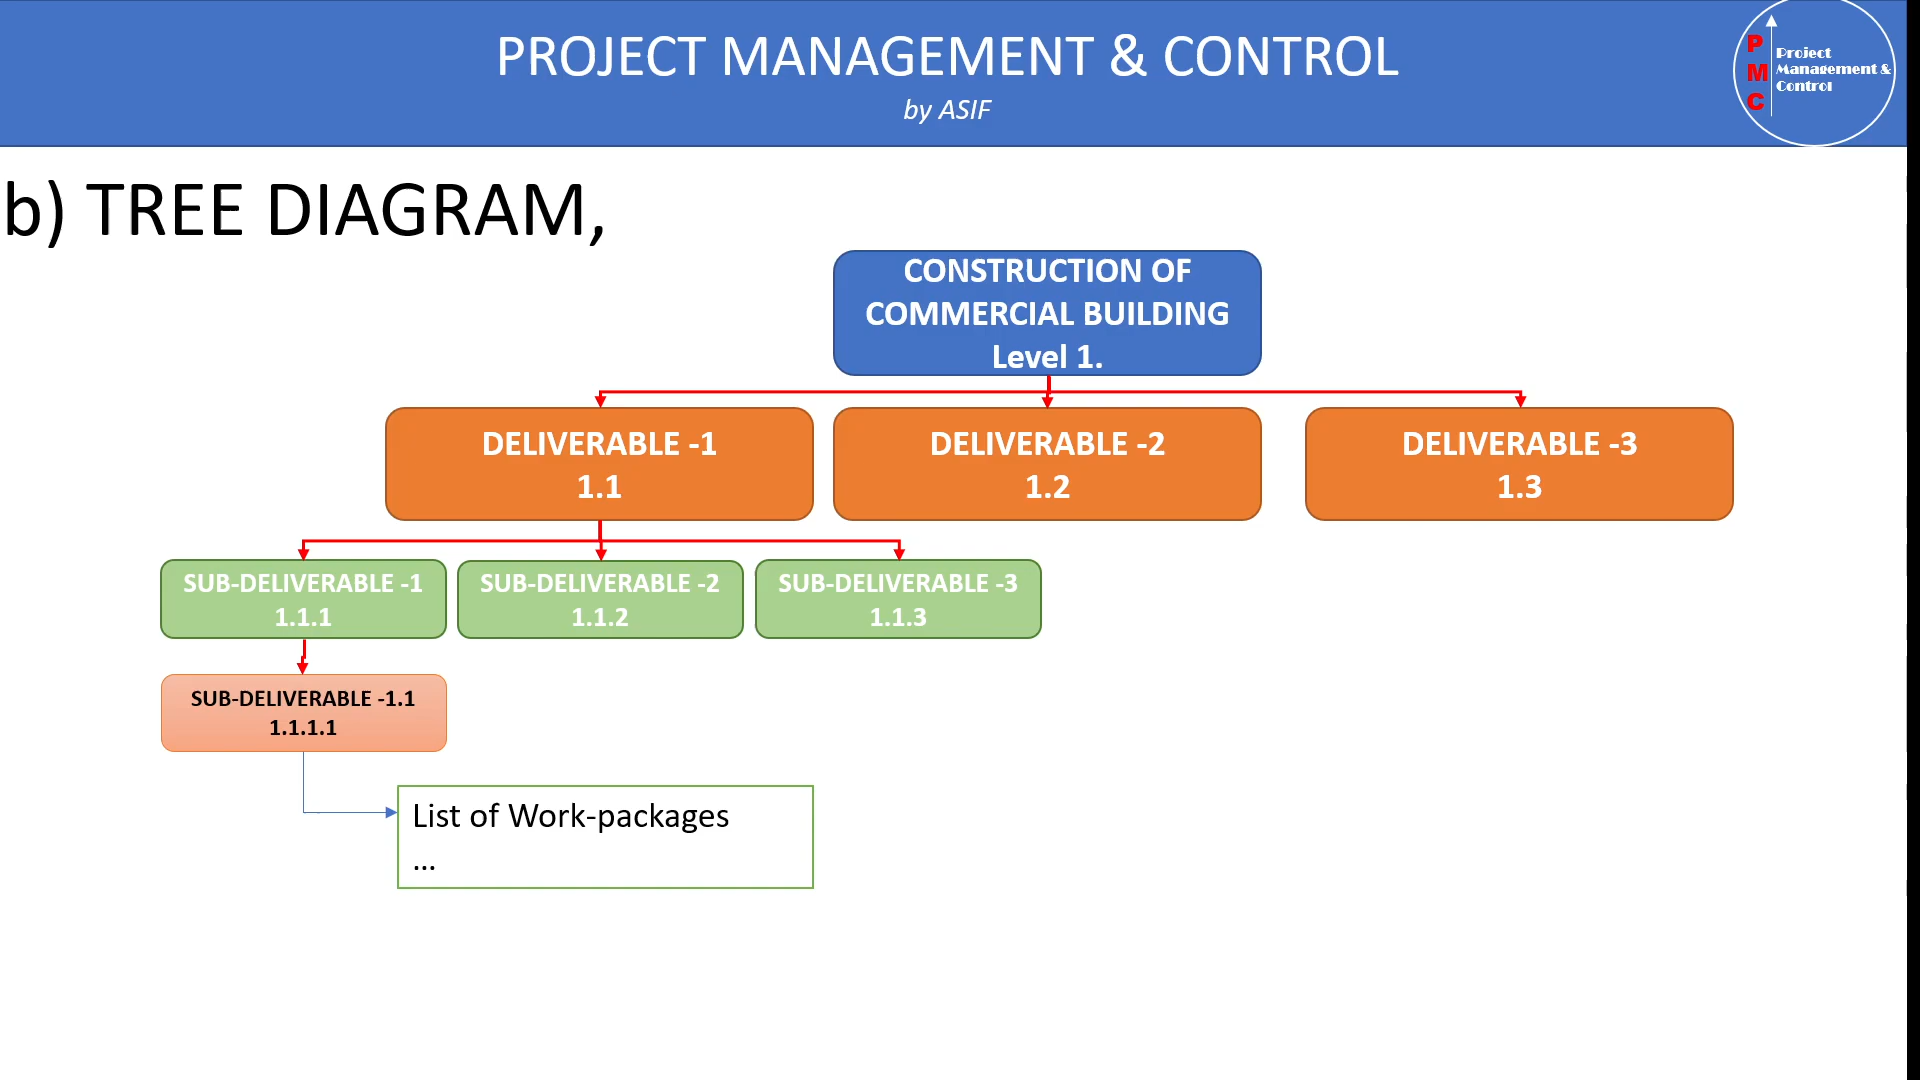 PROJECT MANAGEMENT & CONTROL
by ASIF
P
M
C
Project
Management &
Control
b) TREE DIAGRAM,
CONSTRUCTION OF
COMMERCIAL BUILDING
Level 1.
DELIVERABLE -1
1.1
DELIVERABLE -2
1.2
DELIVERABLE -3
1.3
SUB-DELIVERABLE -1
1.1.1
SUB-DELIVERABLE -2
1.1.2
SUB-DELIVERABLE -3
1.1.3
SUB-DELIVERABLE -1.1
1.1.1.1
List of Work-packages
...